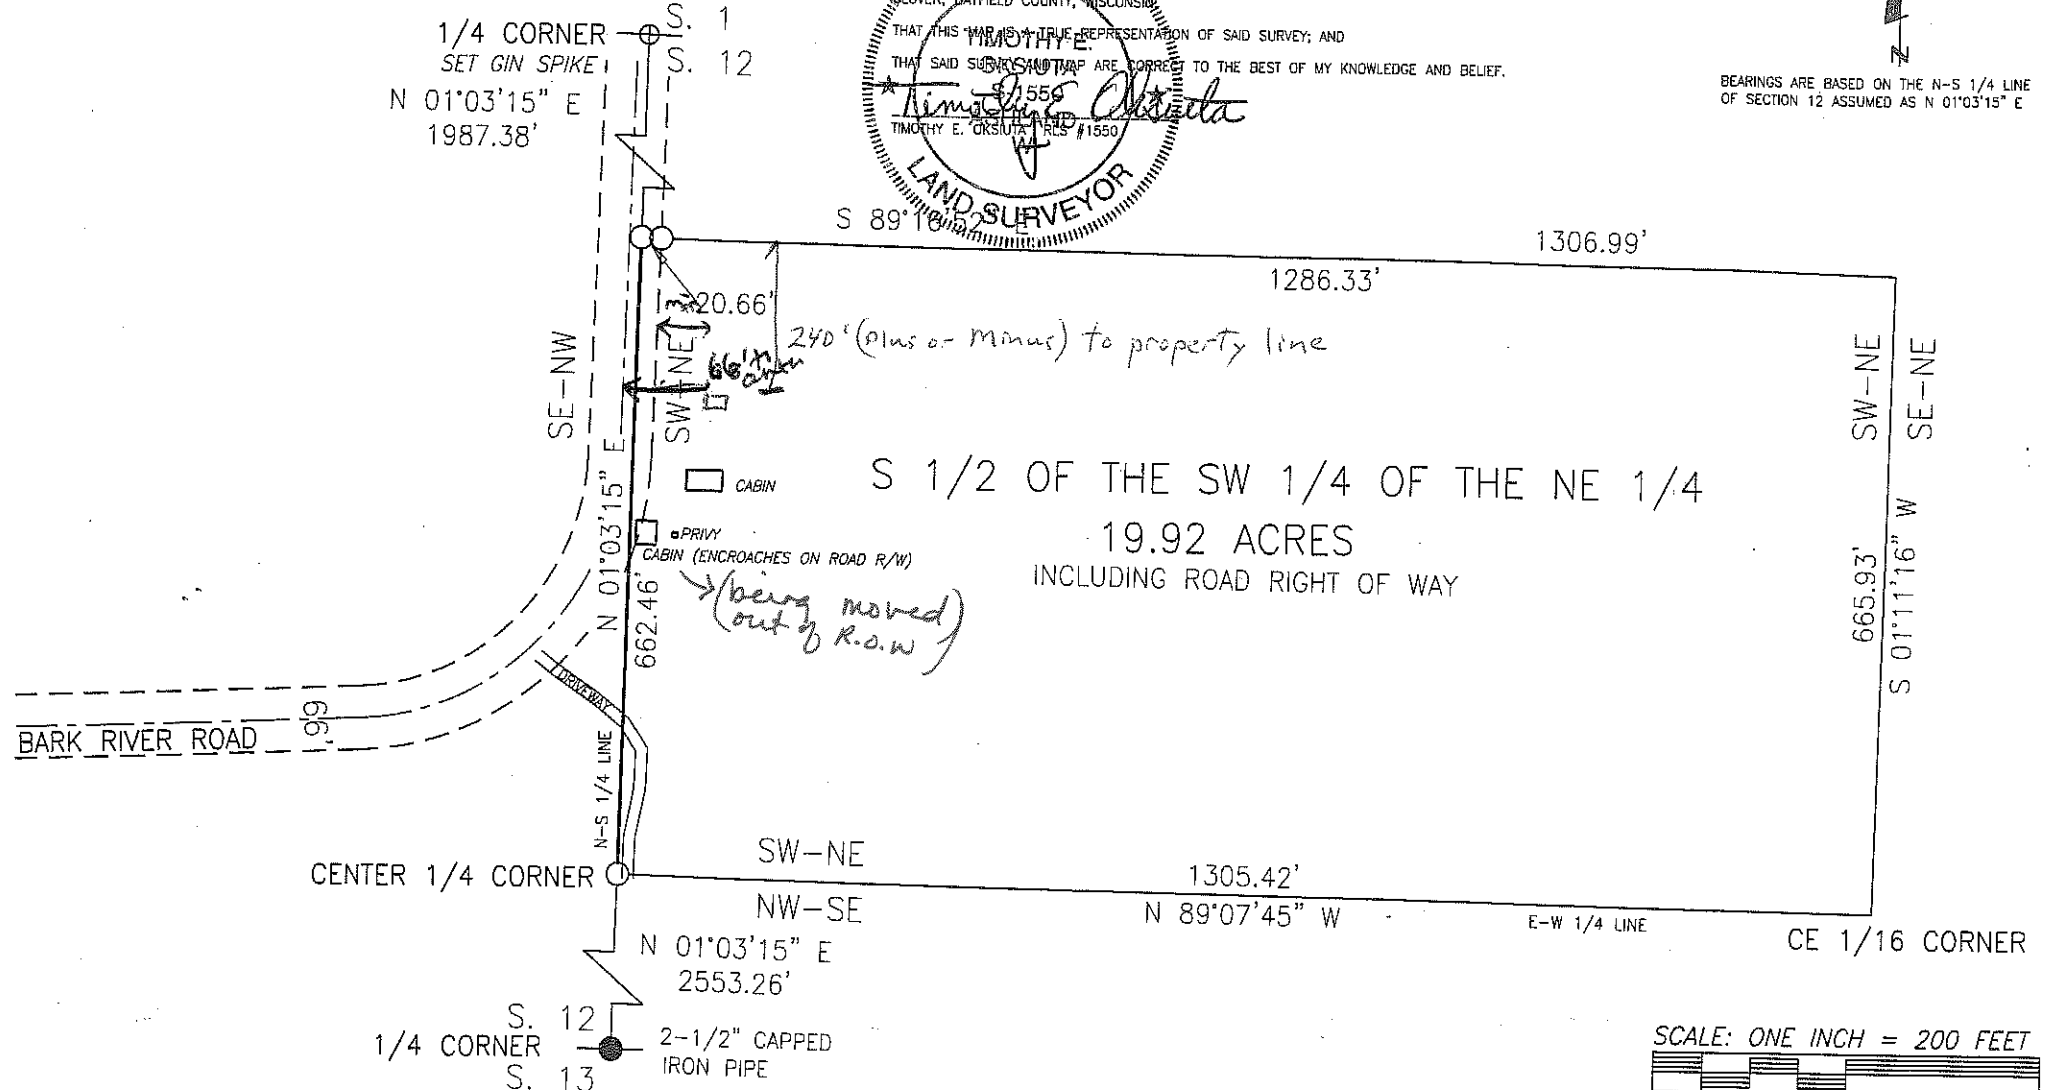 1/4 CORNER
SET GIN SPIKE
N 01°03'15" E
1987.38'
S. 1
S. 12
THAT THIS MAP IS A TRUE REPRESENTATION OF SAID SURVEY; AND
THAT SAID SURVEY AND MAP ARE CORRECT TO THE BEST OF MY KNOWLEDGE AND BELIEF.
TIMOTHY E.
OKSIUTA
S-1550
ASHLAND
Timothy E. Oksiuta
TIMOTHY E. OKSIUTA RLS #1550
LAND SURVEYOR
N
BEARINGS ARE BASED ON THE N-S 1/4 LINE
OF SECTION 12 ASSUMED AS N 01°03'15" E
S 89°16'52" E
1306.99'
1286.33'
20.66'
240' (plus or minus) to property line
66'
SE-NW
SW-NE
SW-NE
SE-NE
CABIN
S 1/2 OF THE SW 1/4 OF THE NE 1/4
19.92 ACRES
INCLUDING ROAD RIGHT OF WAY
PRIVY
CABIN (ENCROACHES ON ROAD R/W)
(being moved
out of R.O.W)
N 01°03'15" E
662.46'
665.93'
S 01°11'16" W
DRIVEWAY
66'
BARK RIVER ROAD
N-S 1/4 LINE
CENTER 1/4 CORNER
SW-NE
NW-SE
1305.42'
N 89°07'45" W
E-W 1/4 LINE
CE 1/16 CORNER
N 01°03'15" E
2553.26'
S. 12
1/4 CORNER
S. 13
2-1/2" CAPPED
IRON PIPE
SCALE: ONE INCH = 200 FEET